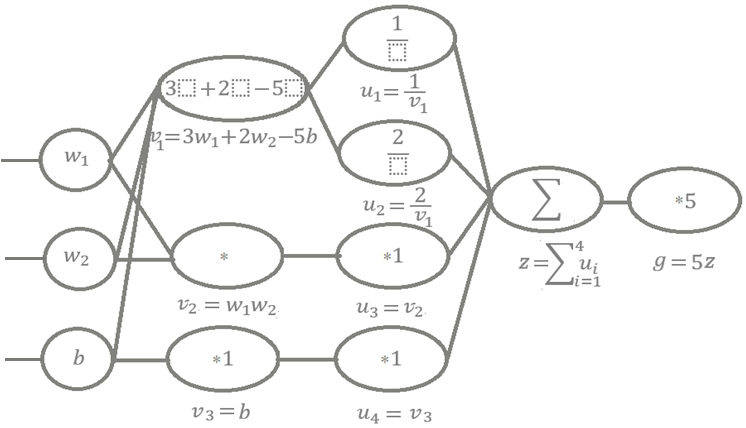 1/⬚
3⬚ + 2⬚ − 5⬚
u₁ = 1/v₁
v₁ = 3w₁ + 2w₂ − 5b
2/⬚
w₁
u₂ = 2/v₁
∑
*5
w₂
*
*1
z = ∑⁴ᵢ₌₁ uᵢ
g = 5z
v₂ = w₁w₂
u₃ = v₂
b
*1
*1
v₃ = b
u₄ = v₃